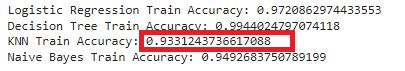 Logistic Regression Train Accuracy: 0.9720862974433553
Decision Tree Train Accuracy: 0.9944024797074118
KNN Train Accuracy: 0.9331243736617088
Naive Bayes Train Accuracy: 0.9492683750789199